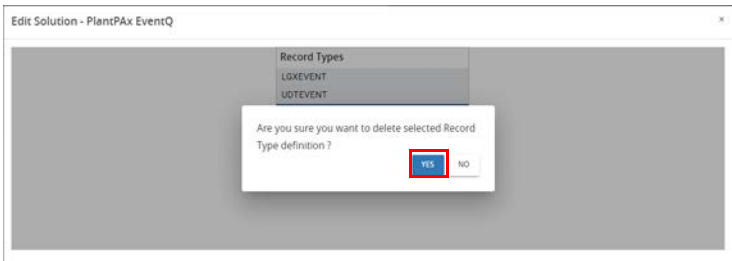 Edit Solution - PlantPAx EventQ
×
Record Types
LGXEVENT
UDTEVENT
Are you sure you want to delete selected Record
Type definition ?
YES NO